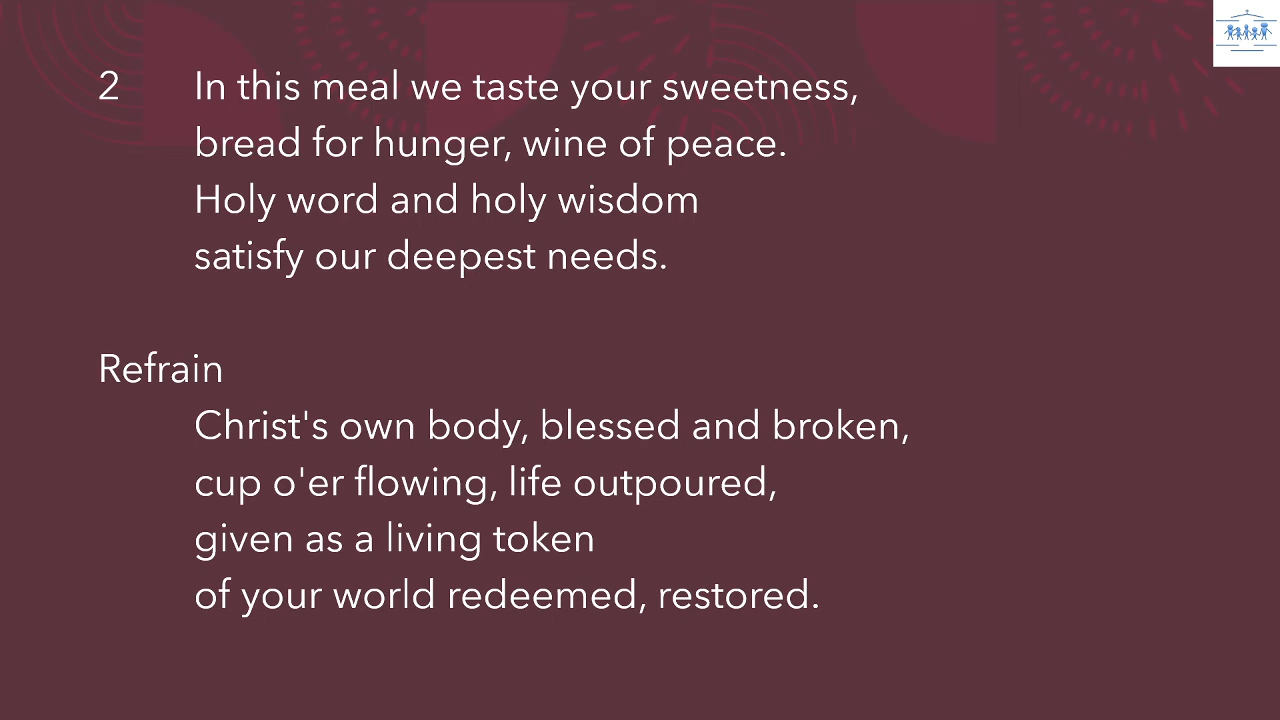 2 In this meal we taste your sweetness,
bread for hunger, wine of peace.
Holy word and holy wisdom
satisfy our deepest needs.
Refrain
Christ's own body, blessed and broken,
cup o'er flowing, life outpoured,
given as a living token
of your world redeemed, restored.